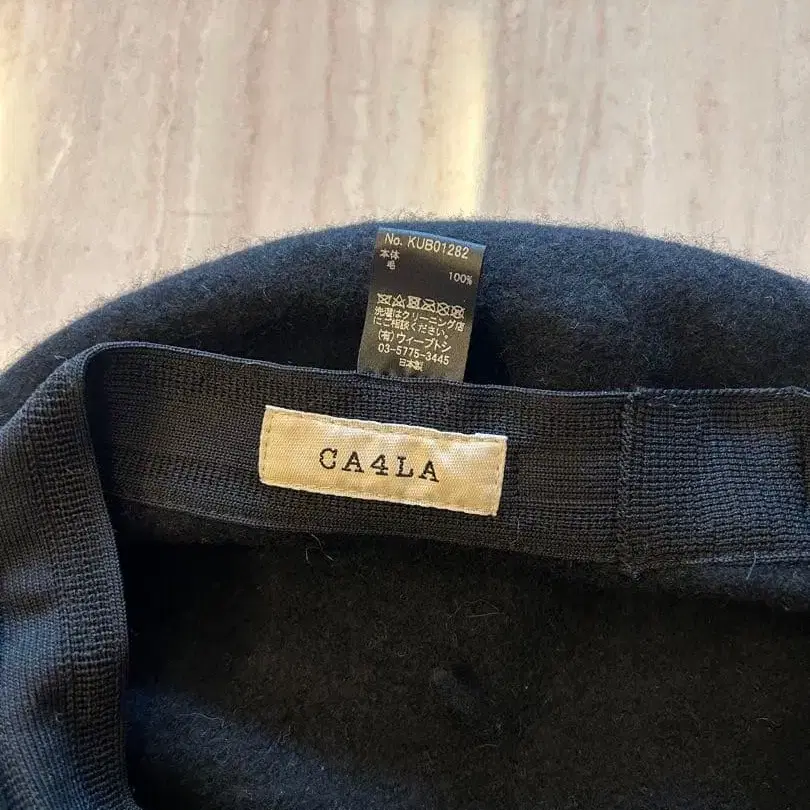 No. KUB01282
本体
毛 100%
洗濯はクリーニング店
にご相談ください。
(有)ウィーブトシ
03-5775-3445
日本製
CA4LA